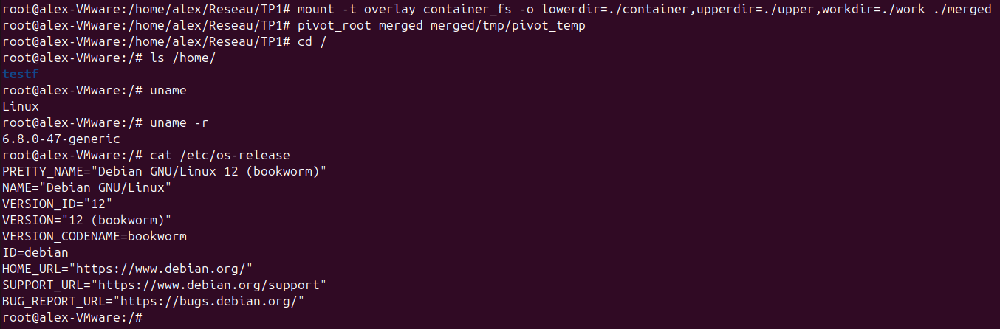 root@alex-VMware:/home/alex/Reseau/TP1# mount -t overlay container_fs -o lowerdir=./container,upperdir=./upper,workdir=./work ./merged
root@alex-VMware:/home/alex/Reseau/TP1# pivot_root merged merged/tmp/pivot_temp
root@alex-VMware:/home/alex/Reseau/TP1# cd /
root@alex-VMware:/# ls /home/
testf
root@alex-VMware:/# uname
Linux
root@alex-VMware:/# uname -r
6.8.0-47-generic
root@alex-VMware:/# cat /etc/os-release
PRETTY_NAME="Debian GNU/Linux 12 (bookworm)"
NAME="Debian GNU/Linux"
VERSION_ID="12"
VERSION="12 (bookworm)"
VERSION_CODENAME=bookworm
ID=debian
HOME_URL="https://www.debian.org/"
SUPPORT_URL="https://www.debian.org/support"
BUG_REPORT_URL="https://bugs.debian.org/"
root@alex-VMware:/#